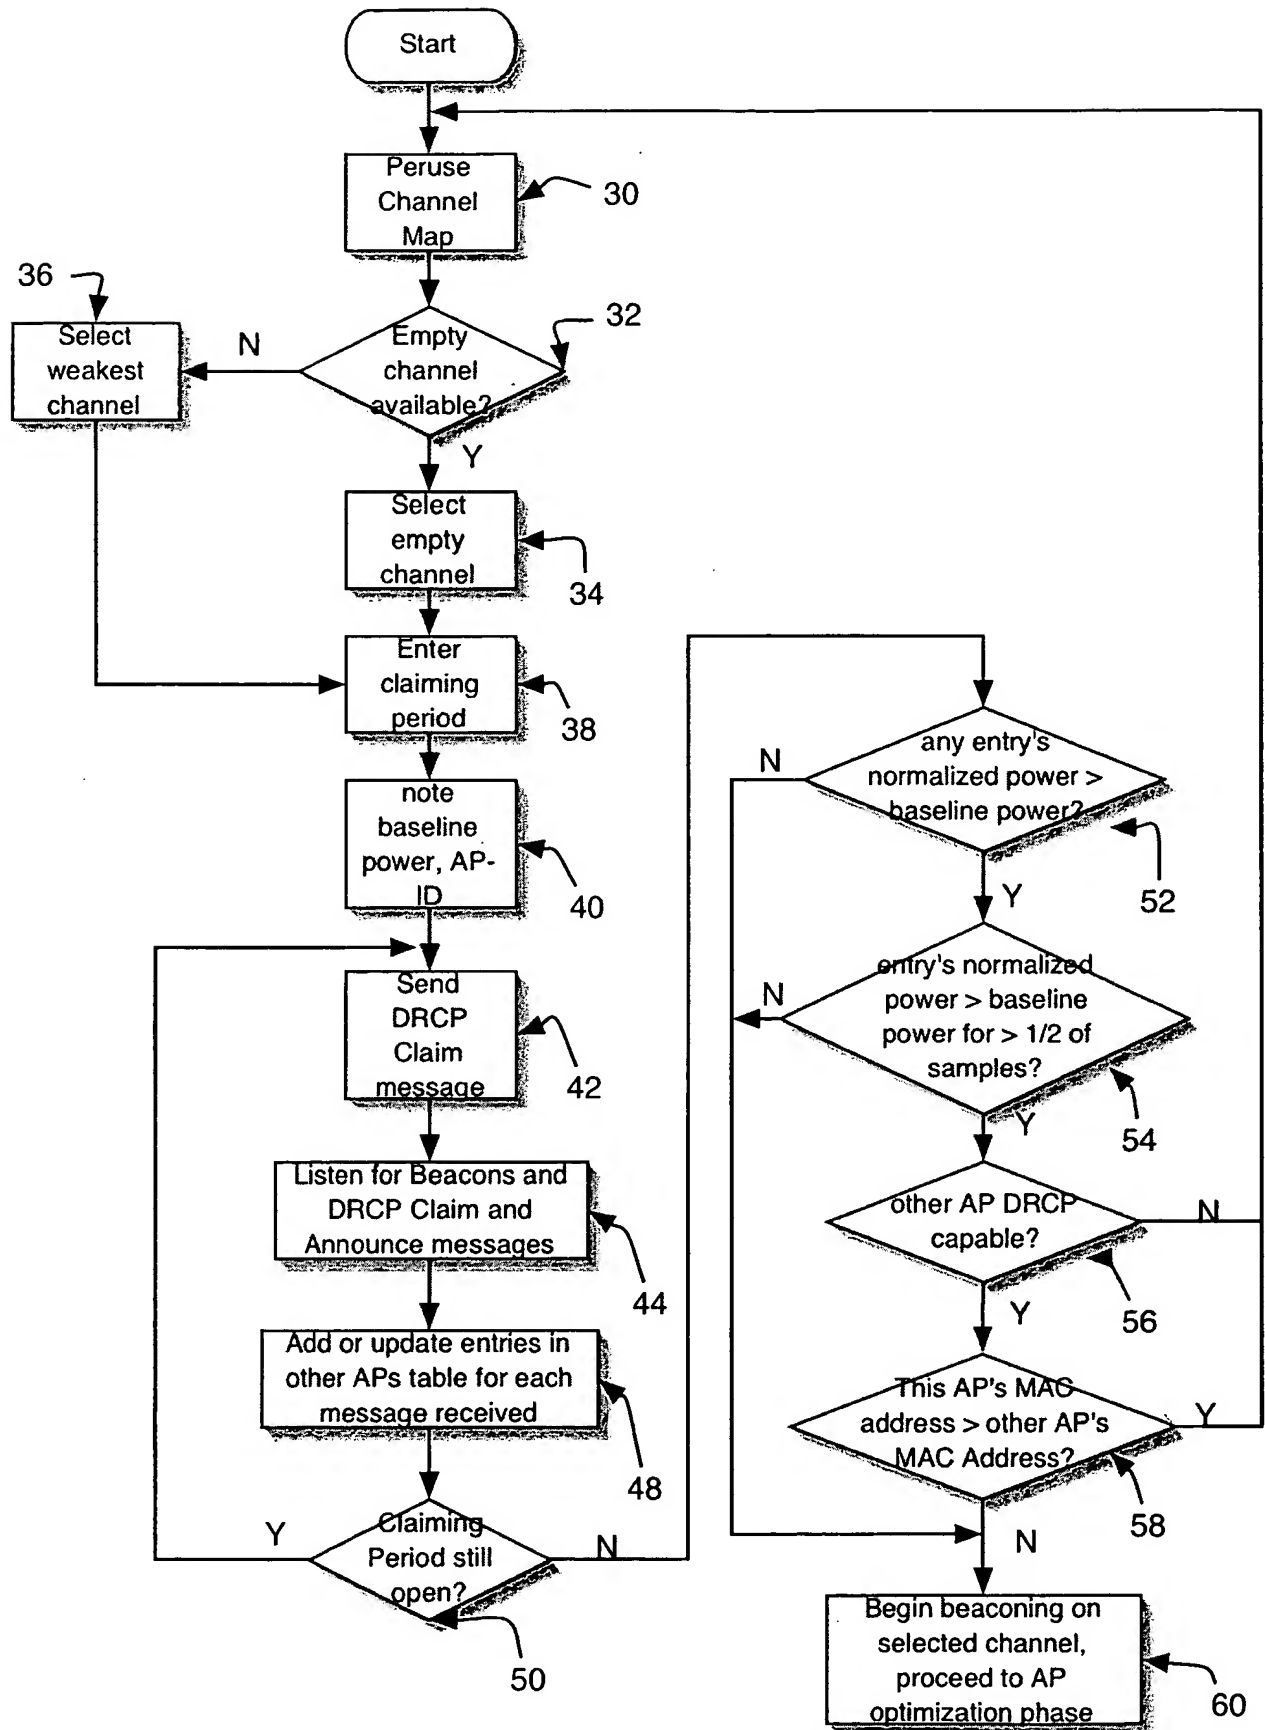 Start
Peruse
Channel
Map
30
36
Select
weakest
channel
N
Empty
channel
available?
32
Y
Select
empty
channel
34
Enter
claiming
period
38
note
baseline
power, AP-
ID
40
Send
DRCP
Claim
message
42
Listen for Beacons and
DRCP Claim and
Announce messages
44
Add or update entries in
other APs table for each
message received
48
Y
Claiming
Period still
open?
N
50
any entry's
normalized power >
baseline power?
N
52
Y
entry's normalized
power > baseline
power for > 1/2 of
samples?
N
54
Y
other AP DRCP
capable?
N
56
Y
This AP's MAC
address > other AP's
MAC Address?
Y
58
N
Begin beaconing on
selected channel,
proceed to AP
optimization phase
60